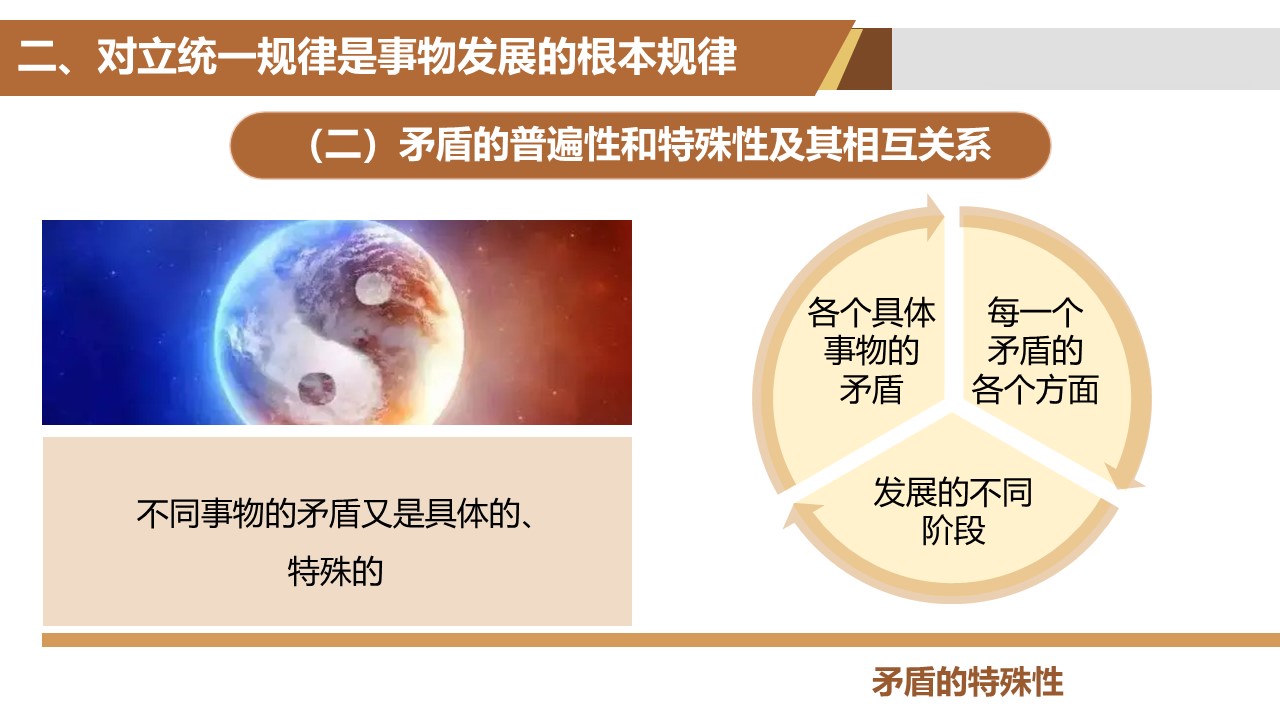 二、对立统一规律是事物发展的根本规律
（二）矛盾的普遍性和特殊性及其相互关系
不同事物的矛盾又是具体的、
特殊的
各个具体
事物的
矛盾
每一个
矛盾的
各个方面
发展的不同
阶段
矛盾的特殊性